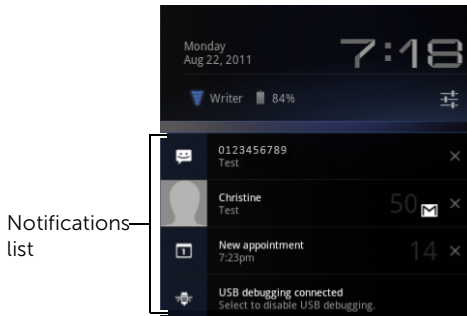 Monday
Aug 22, 2011
7:18
Writer 84%
Notifications list
0123456789
Test
Christine
Test
50
New appointment
7:23pm
14
USB debugging connected
Select to disable USB debugging.